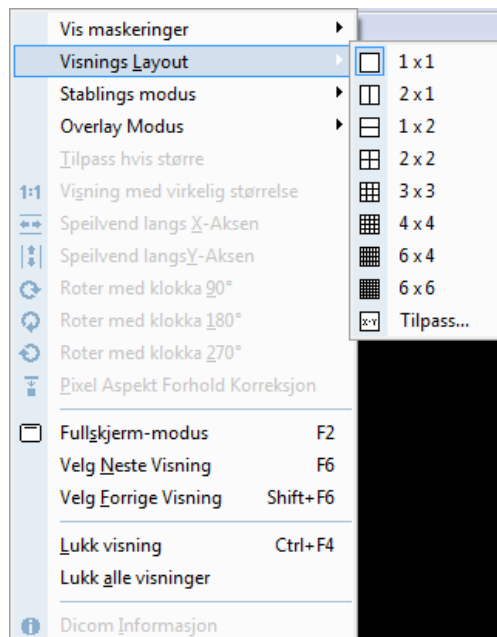 Vis maskeringer
Visnings Layout
Stablings modus
Overlay Modus
Tilpass hvis større
1:1 Visning med virkelig størrelse
Speilvend langs X-Aksen
Speilvend langsY-Aksen
Roter med klokka 90°
Roter med klokka 180°
Roter med klokka 270°
Pixel Aspekt Forhold Korreksjon
Fullskjerm-modus F2
Velg Neste Visning F6
Velg Forrige Visning Shift+F6
Lukk visning Ctrl+F4
Lukk alle visninger
Dicom Informasjon
1 x 1
2 x 1
1 x 2
2 x 2
3 x 3
4 x 4
6 x 4
6 x 6
X-Y Tilpass...